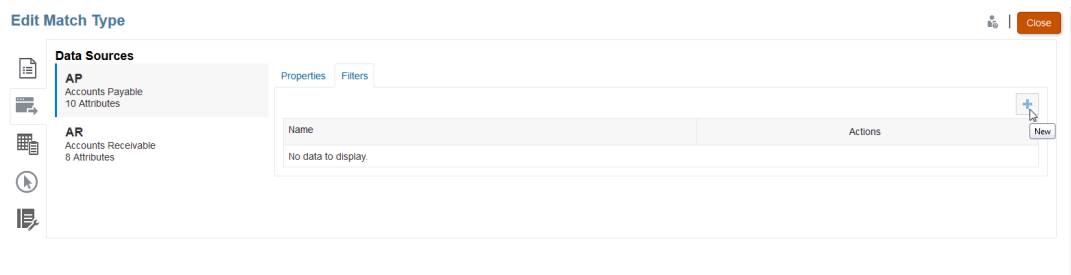 Edit Match Type
Close
Data Sources
AP
Accounts Payable
10 Attributes
AR
Accounts Receivable
8 Attributes
Properties
Filters
New
Name
Actions
No data to display.